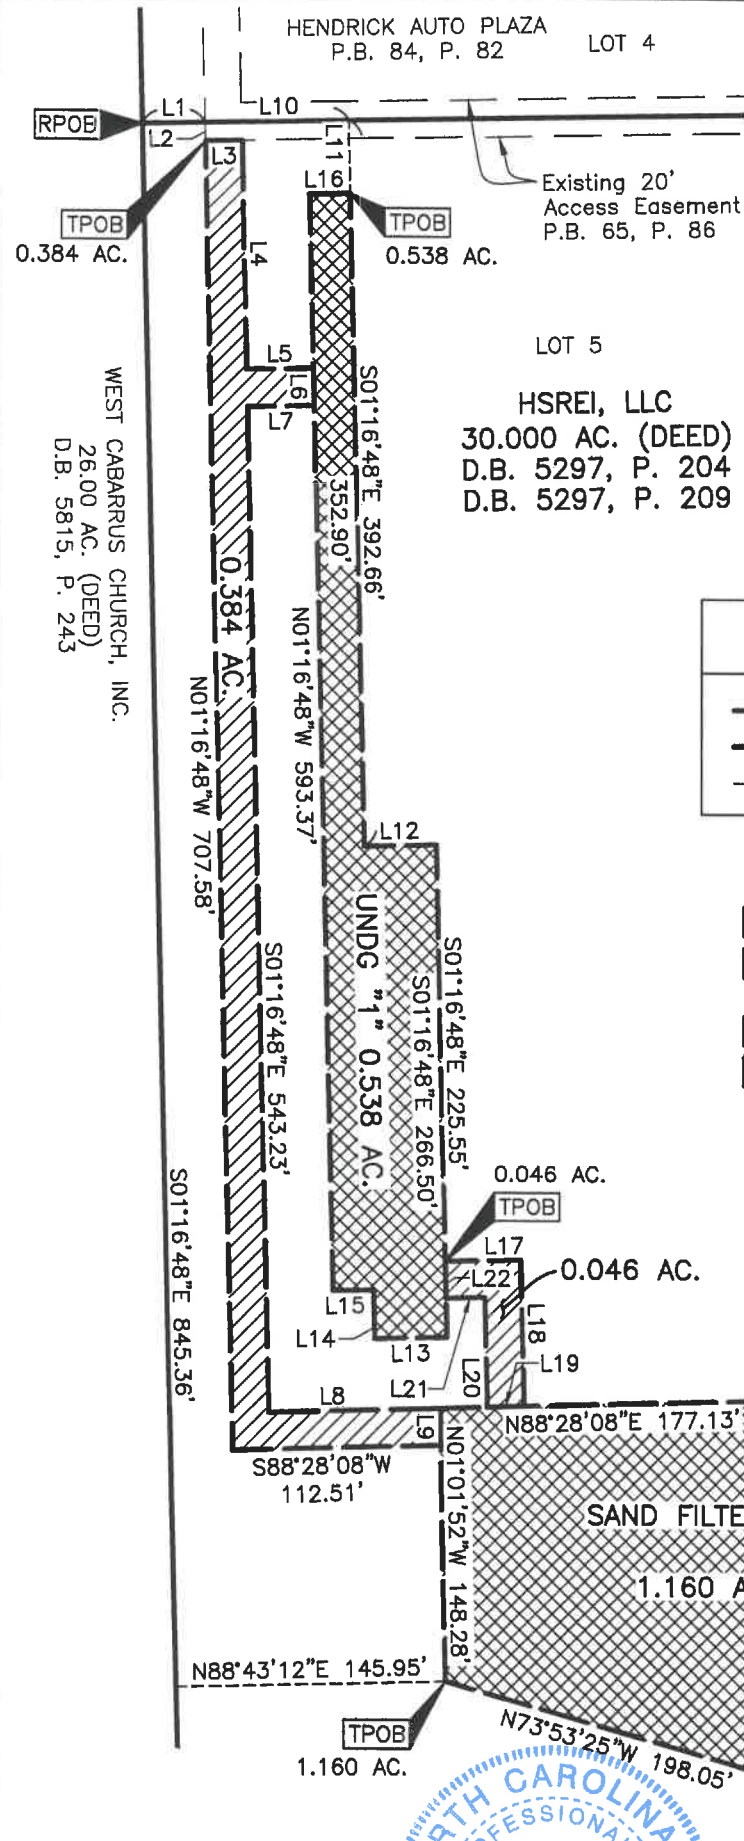 HENDRICK AUTO PLAZA
P.B. 84, P. 82
LOT 4
L1
L10
RPOB
L2
L11
L3
L16
Existing 20'
Access Easement
P.B. 65, P. 86
TPOB
0.384 AC.
TPOB
0.538 AC.
L4
LOT 5
L5
L6
L7
HSREI, LLC
30.000 AC. (DEED)
D.B. 5297, P. 204
D.B. 5297, P. 209
WEST CABARRUS CHURCH, INC.
26.00 AC. (DEED)
D.B. 5815, P. 243
S01°16'48"E 392.66'
352.90'
0.384 AC.
N01°16'48"W 593.37'
N01°16'48"W 707.58'
L12
UNDG "1" 0.538 AC.
S01°16'48"E 225.55'
S01°16'48"E 266.50'
S01°16'48"E 543.23'
0.046 AC.
TPOB
S01°16'48"E 845.36'
L17
L22
0.046 AC.
L15
L14
L13
L18
L19
L20
L21
L8
L9
N88°28'08"E 177.13'
S88°28'08"W
112.51'
N01°01'52"W 148.28'
SAND FILTE
1.160 A
N88°43'12"E 145.95'
TPOB
1.160 AC.
N73°53'25"W 198.05'
RTH CAROLINA
FESSIONA